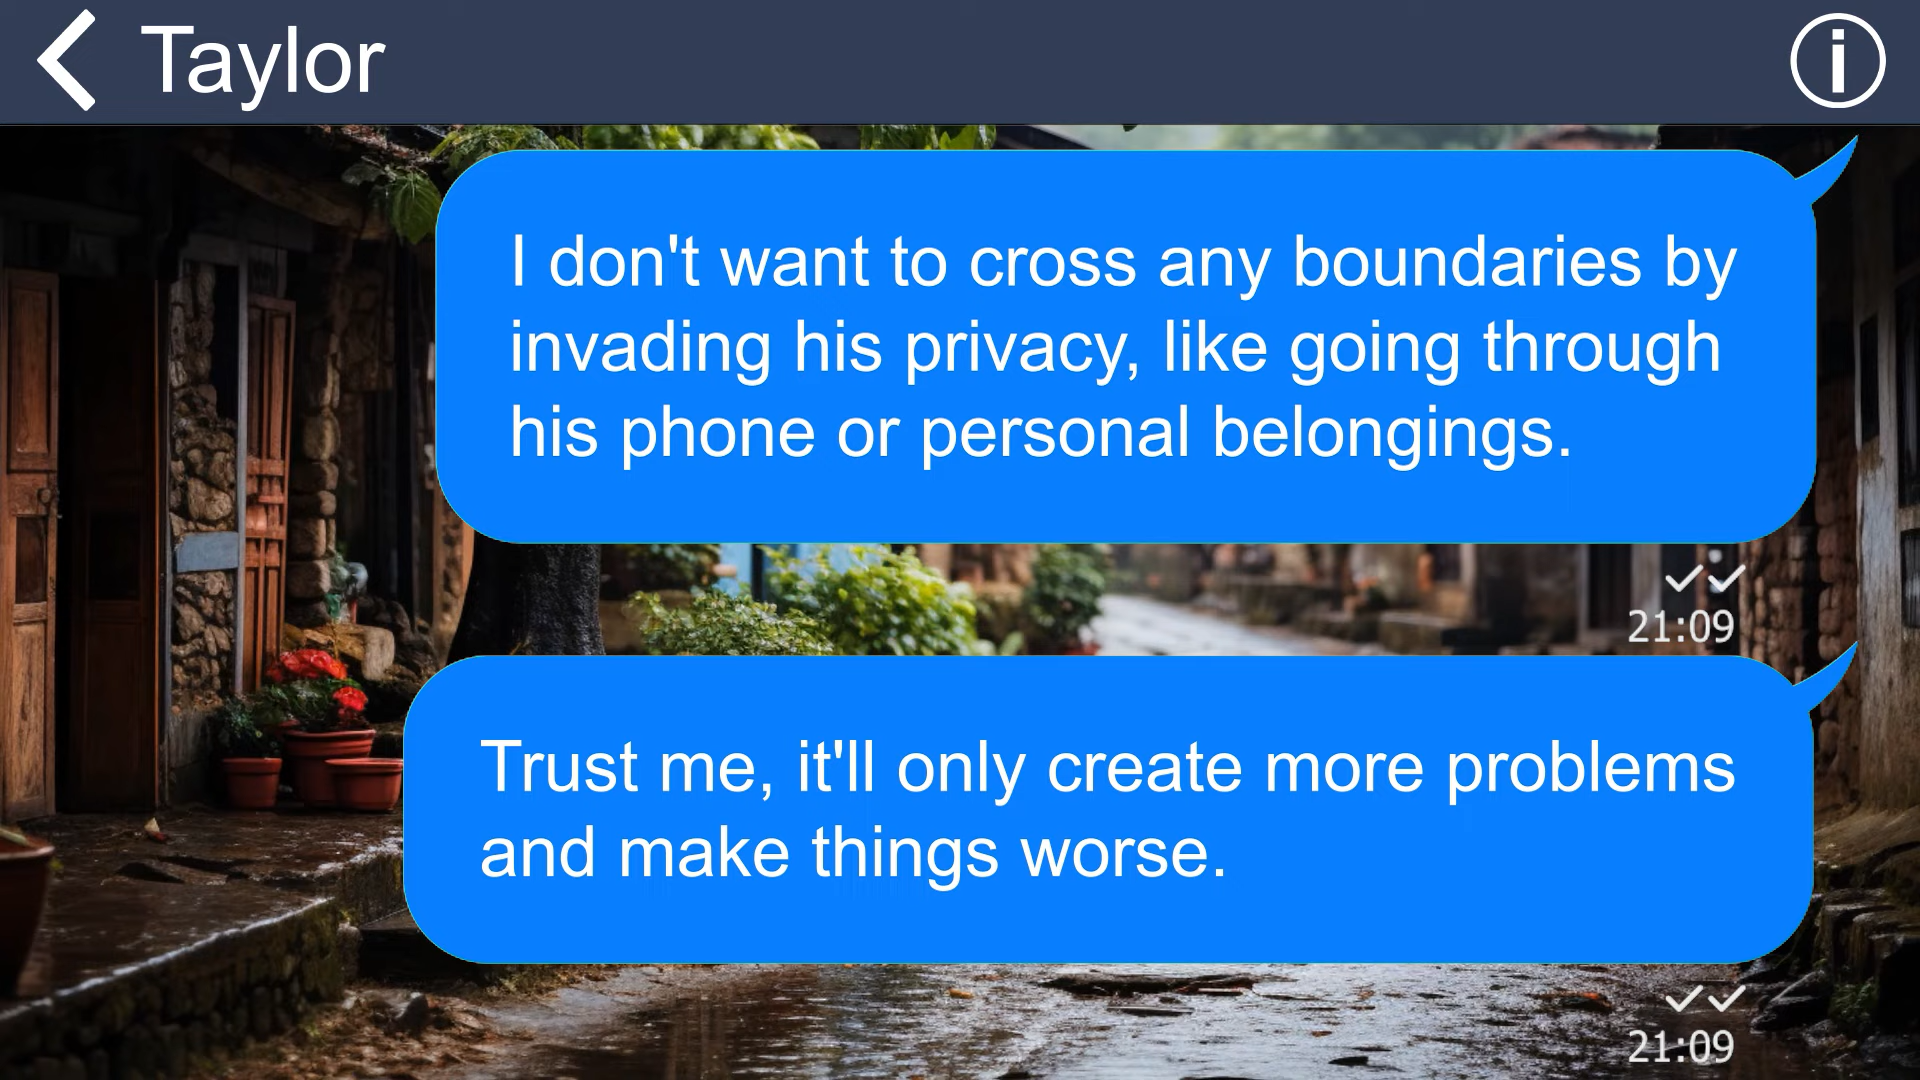 Taylor
I don't want to cross any boundaries by
invading his privacy, like going through
his phone or personal belongings.
21:09
Trust me, it'll only create more problems
and make things worse.
21:09